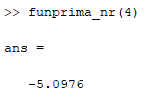 >> funprima_nr(4)
ans =
-5.0976